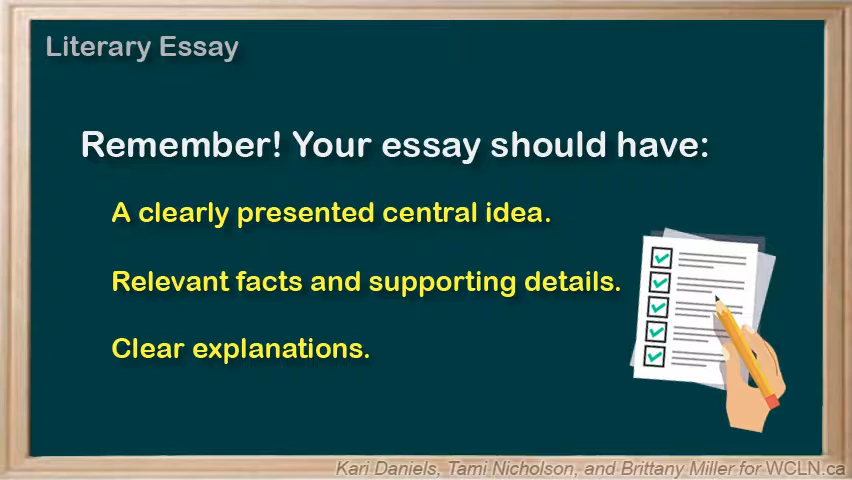 Literary Essay
Remember! Your essay should have:
A clearly presented central idea.
Relevant facts and supporting details.
Clear explanations.
Kari Daniels, Tami Nicholson, and Brittany Miller for WCLN.ca